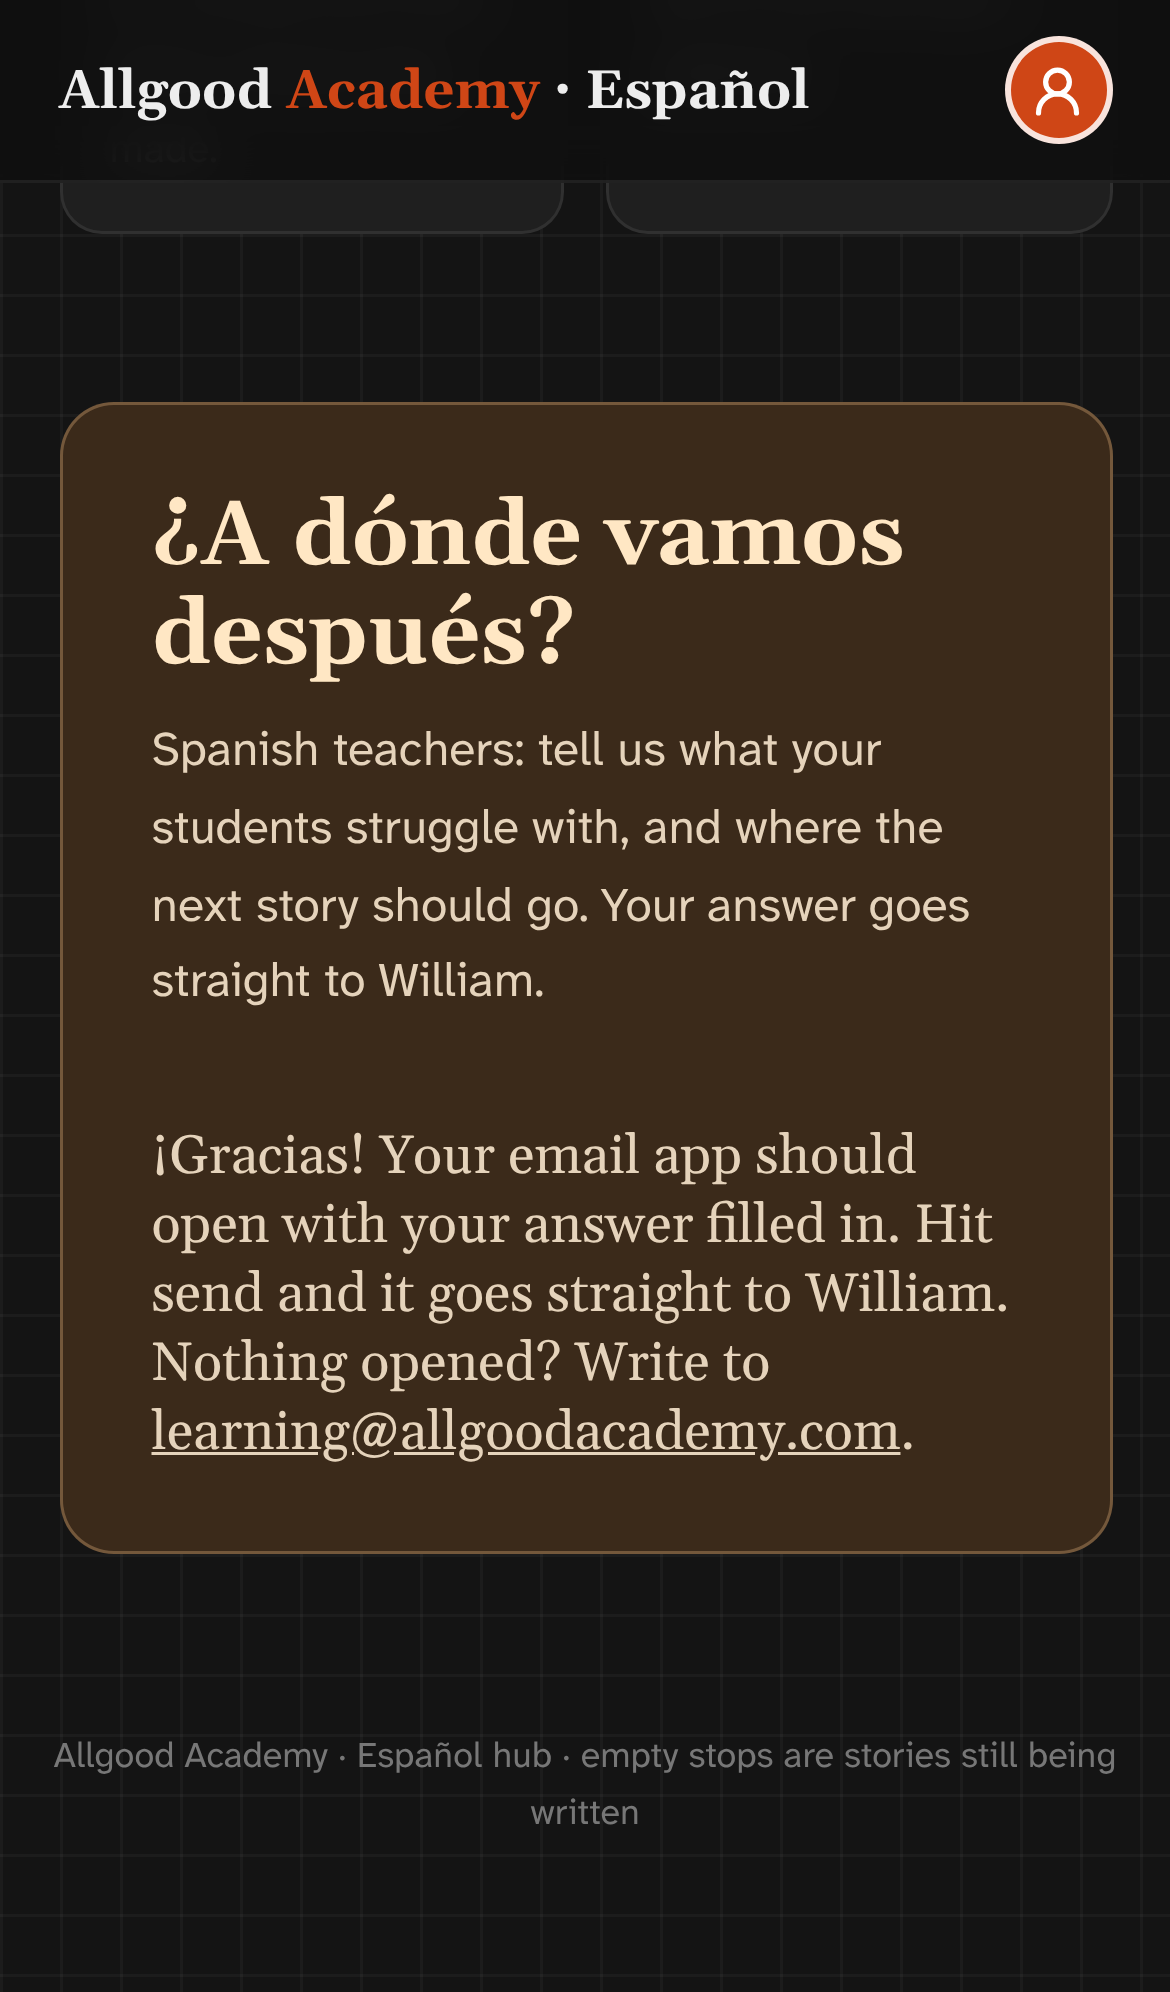 Allgood Academy · Español
¿A dónde vamos
después?
Spanish teachers: tell us what your
students struggle with, and where the
next story should go. Your answer goes
straight to William.
¡Gracias! Your email app should
open with your answer filled in. Hit
send and it goes straight to William.
Nothing opened? Write to
learning@allgoodacademy.com.
Allgood Academy · Español hub · empty stops are stories still being
written